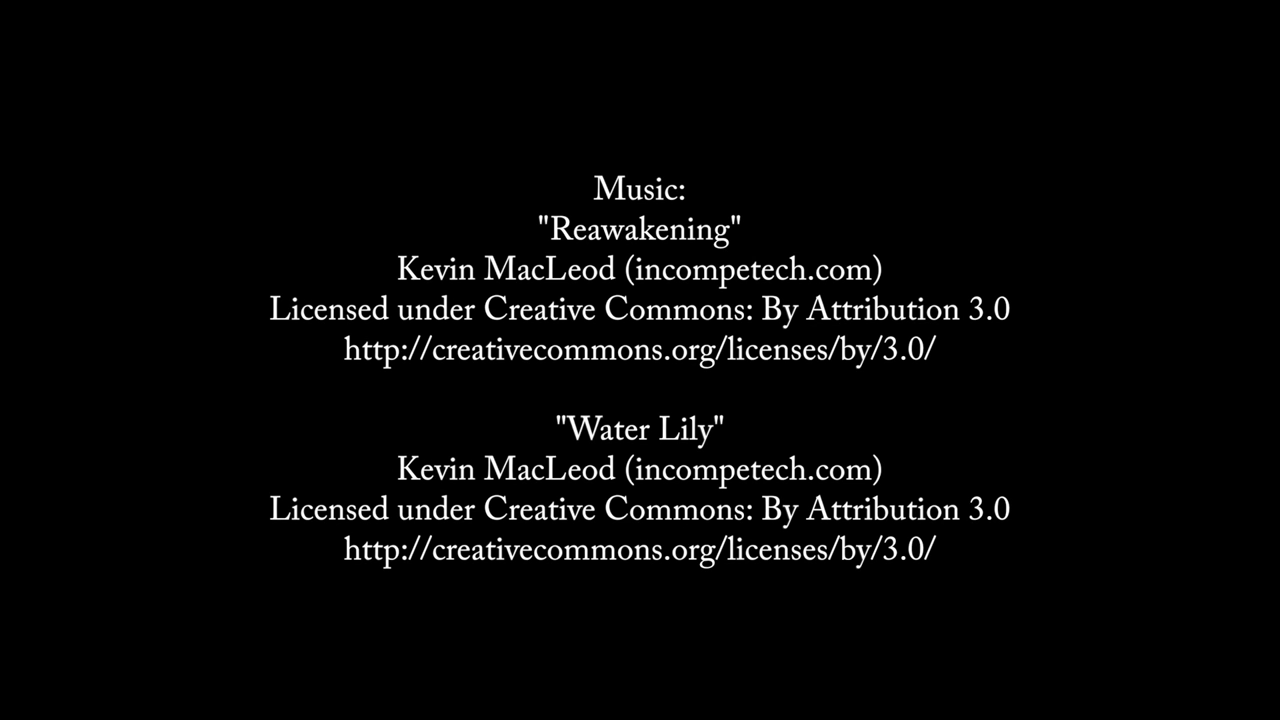 Music:
"Reawakening"
Kevin MacLeod (incompetech.com)
Licensed under Creative Commons: By Attribution 3.0
http://creativecommons.org/licenses/by/3.0/
"Water Lily"
Kevin MacLeod (incompetech.com)
Licensed under Creative Commons: By Attribution 3.0
http://creativecommons.org/licenses/by/3.0/